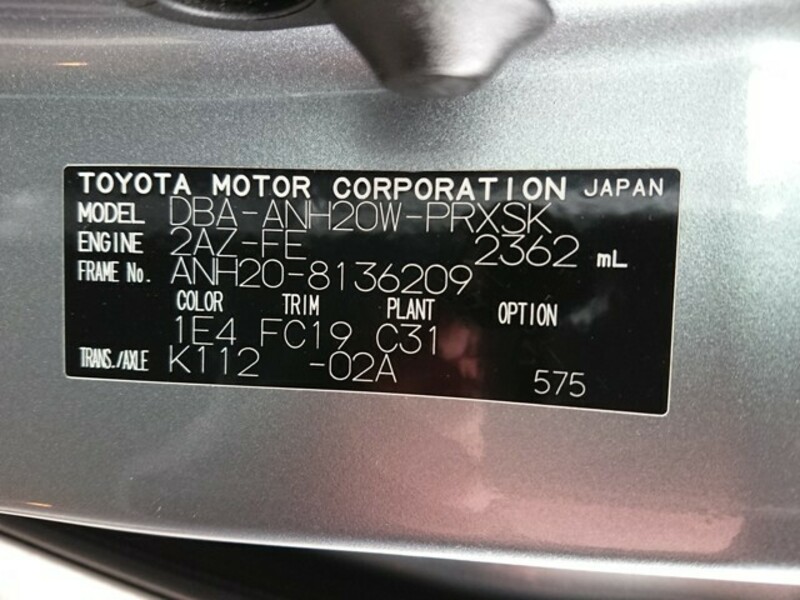 TOYOTA MOTOR CORPORATION JAPAN
MODEL DBA-ANH20W-PRXSK
ENGINE 2AZ-FE 2362 mL
FRAME No. ANH20-8136209
COLOR TRIM PLANT OPTION
1E4 FC19 C31
TRANS./AXLE K112 -02A 575